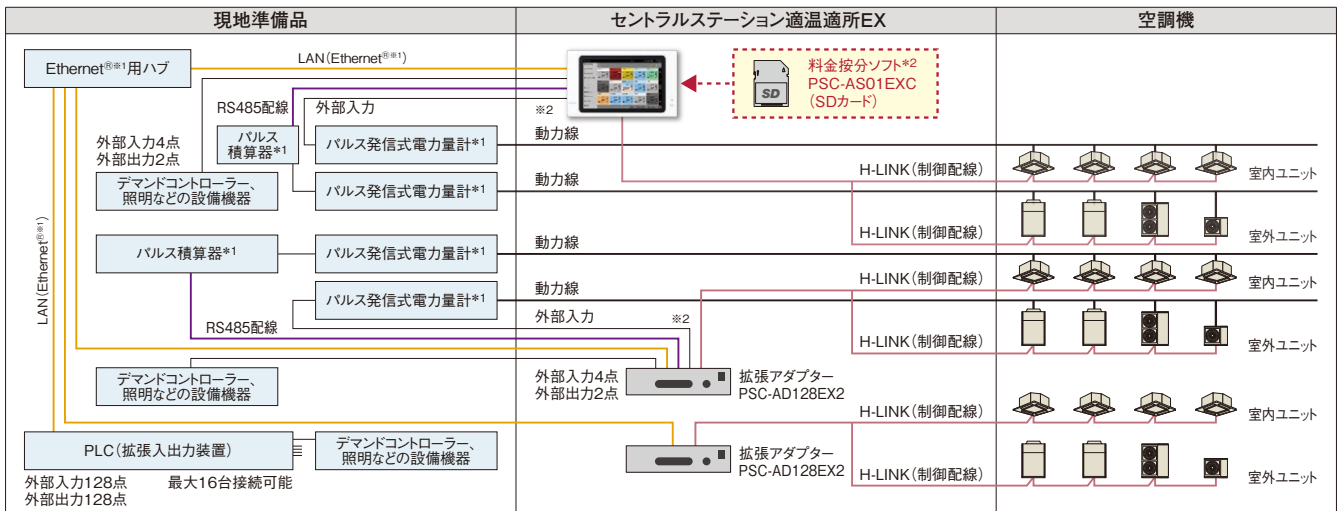 現地準備品
セントラルステーション適温適所EX
空調機
Ethernet®※1用ハブ
LAN(Ethernet®※1)
RS485配線
外部入力
※2
料金按分ソフト*2
PSC-AS01EXC
(SDカード)
SD
パルス
積算器*1
パルス発信式電力量計*1
動力線
外部入力4点
外部出力2点
H-LINK(制御配線)
室内ユニット
デマンドコントローラー、
照明などの設備機器
パルス発信式電力量計*1
動力線
LAN(Ethernet®※1)
H-LINK(制御配線)
室外ユニット
パルス積算器*1
パルス発信式電力量計*1
動力線
H-LINK(制御配線)
室内ユニット
パルス発信式電力量計*1
動力線
外部入力
※2
RS485配線
H-LINK(制御配線)
室外ユニット
デマンドコントローラー、
照明などの設備機器
外部入力4点
外部出力2点
拡張アダプター
PSC-AD128EX2
H-LINK(制御配線)
室内ユニット
PLC(拡張入出力装置)
デマンドコントローラー、
照明などの設備機器
拡張アダプター
PSC-AD128EX2
H-LINK(制御配線)
室外ユニット
外部入力128点
外部出力128点
最大16台接続可能